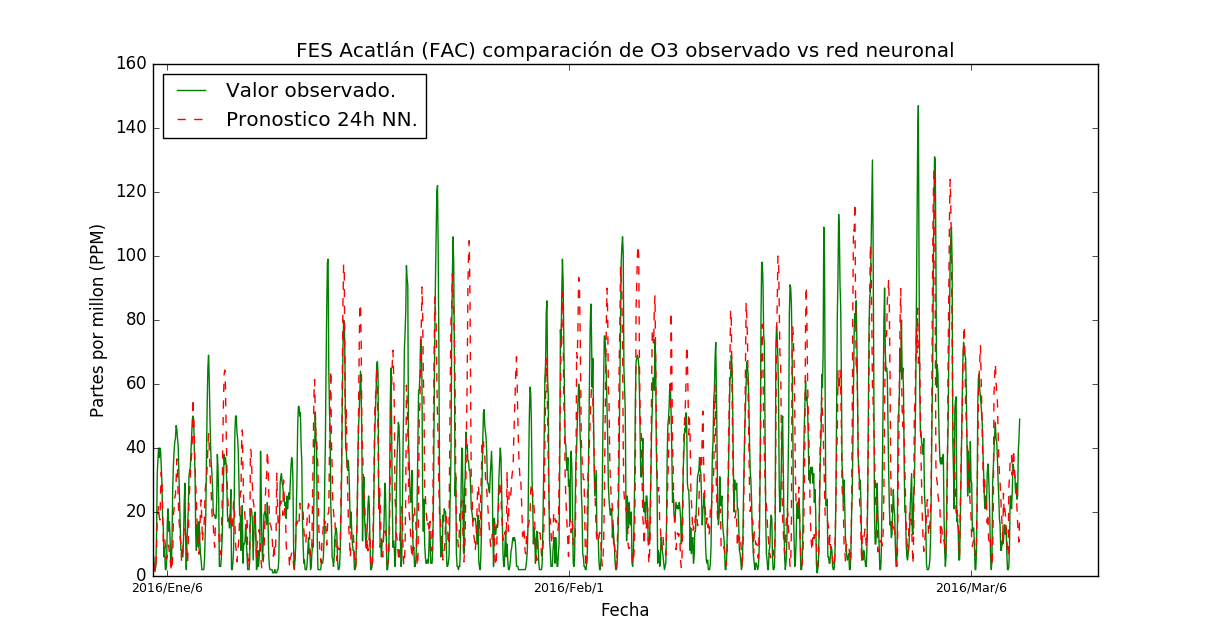 FES Acatlán (FAC) comparación de O3 observado vs red neuronal
Valor observado.
Pronostico 24h NN.
Partes por millon (PPM)
160
140
120
100
80
60
40
20
0
2016/Ene/6
2016/Feb/1
2016/Mar/6
Fecha